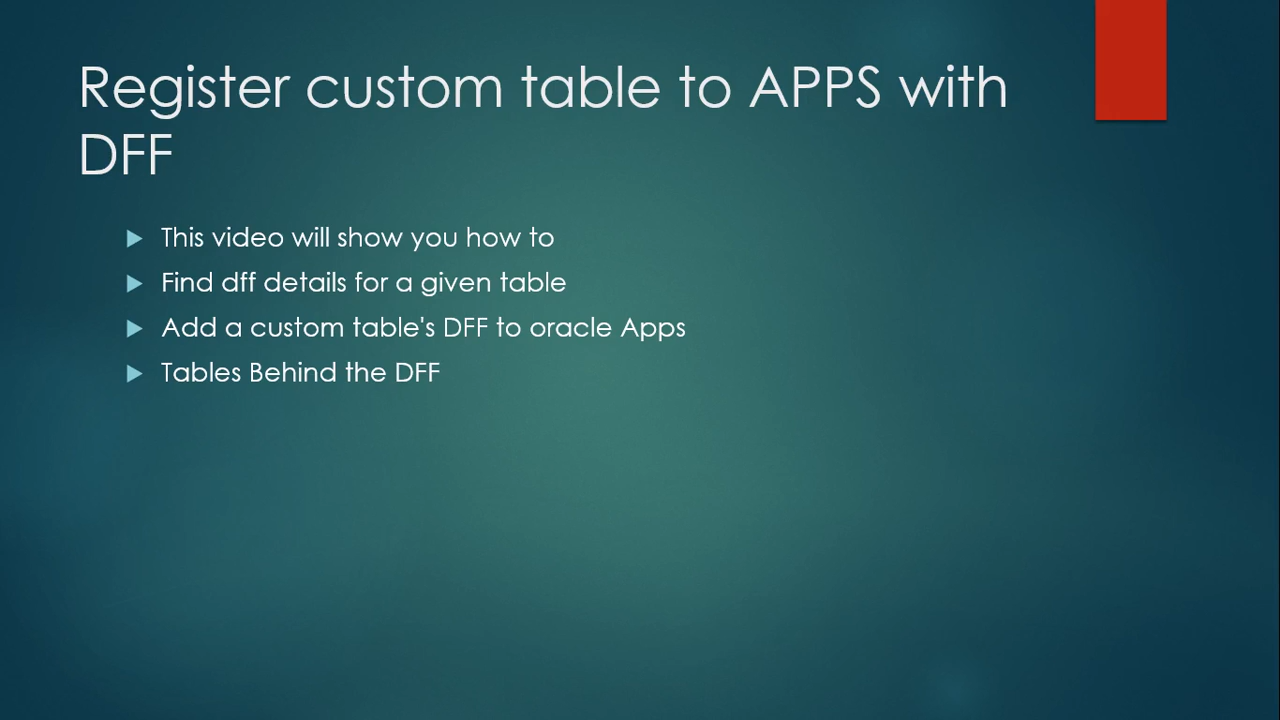 Register custom table to APPS with
DFF
This video will show you how to
Find dff details for a given table
Add a custom table's DFF to oracle Apps
Tables Behind the DFF